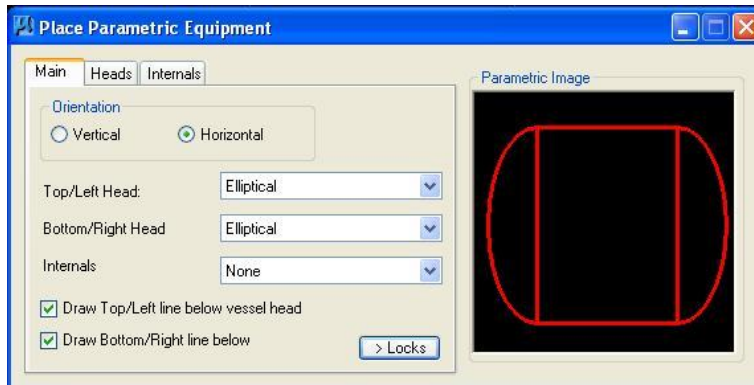 Place Parametric Equipment
Main Heads Internals
Orientation
Vertical Horizontal
Top/Left Head: Elliptical
Bottom/Right Head Elliptical
Internals None
Draw Top/Left line below vessel head
Draw Bottom/Right line below
> Locks
Parametric Image